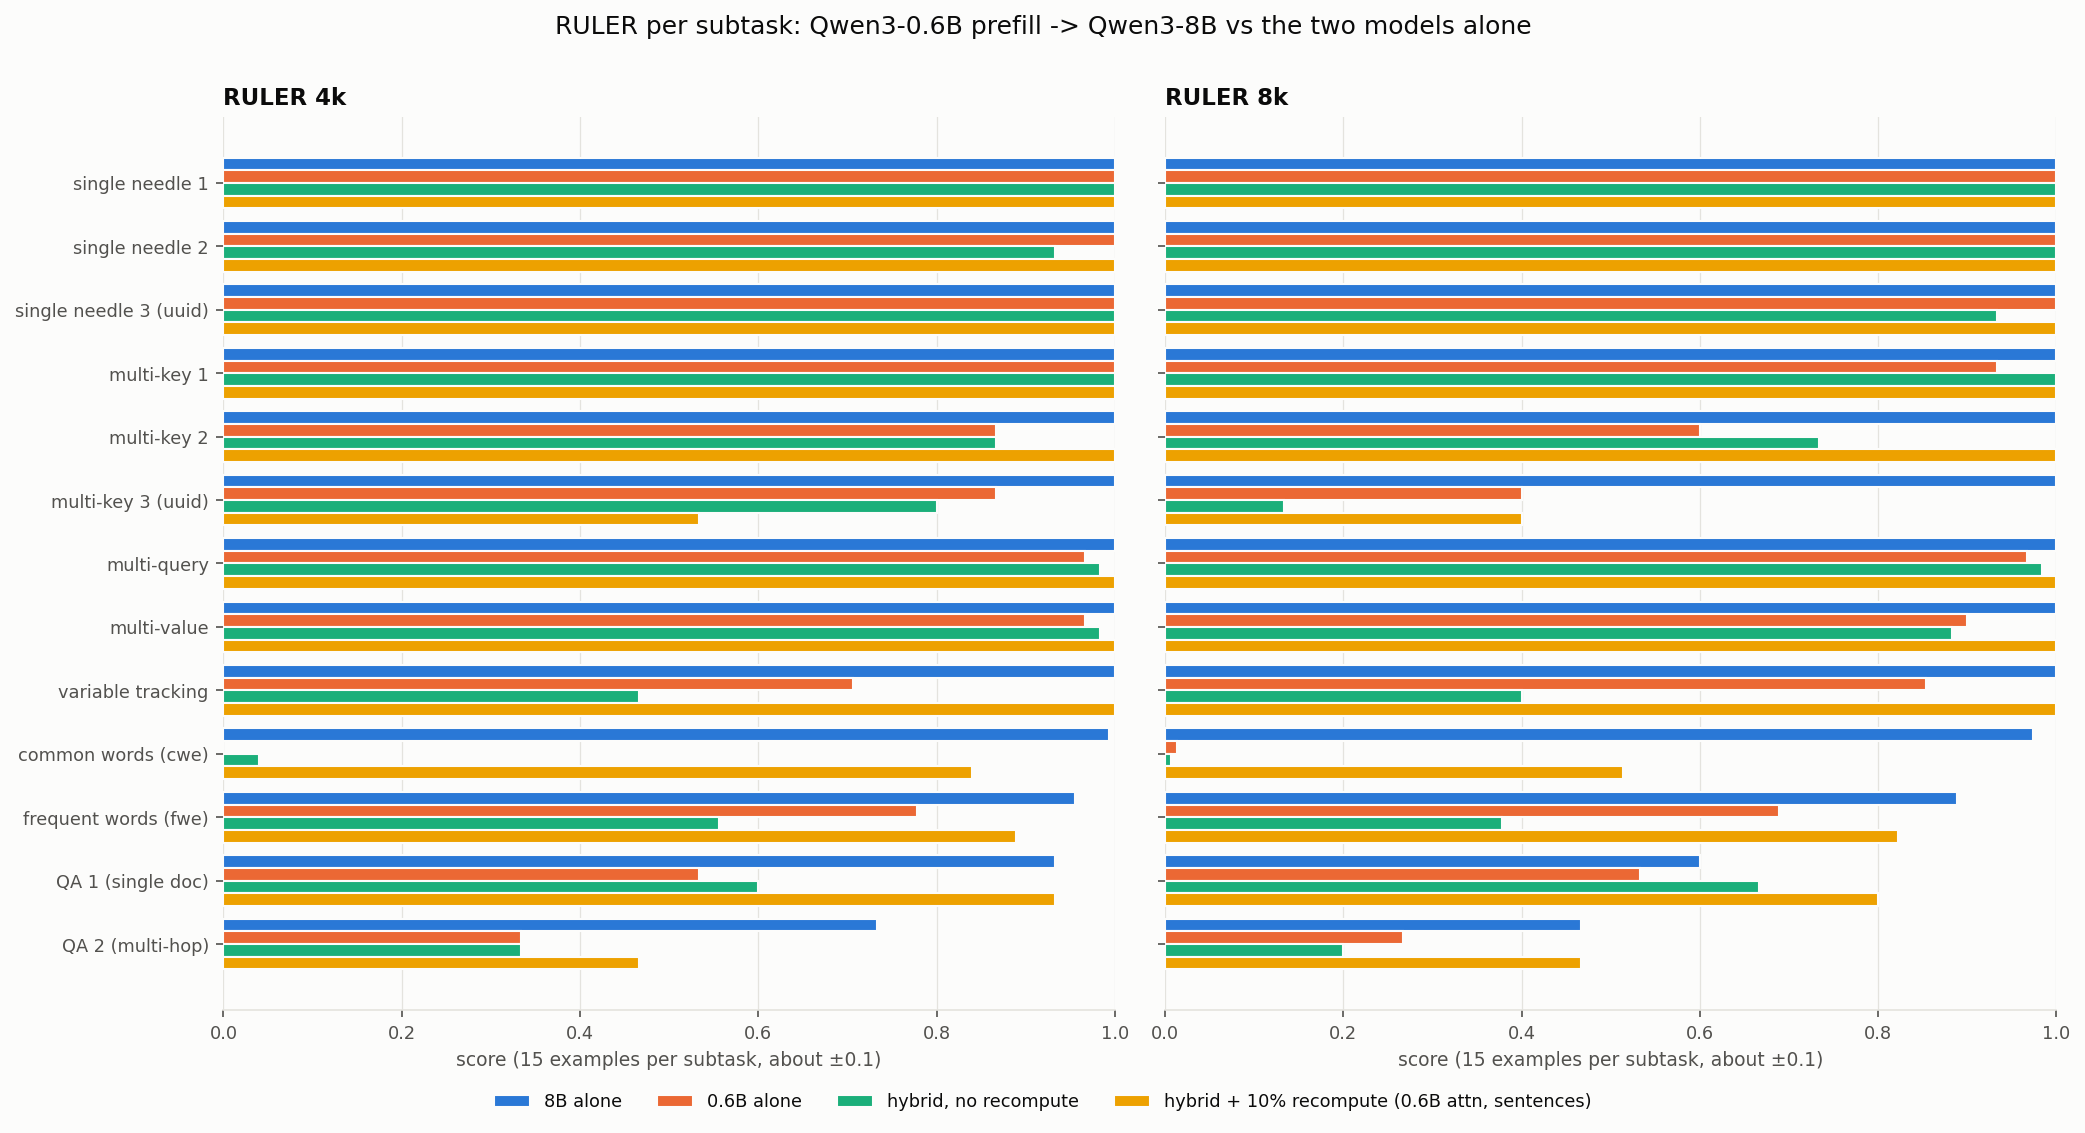 RULER per subtask: Qwen3-0.6B prefill -> Qwen3-8B vs the two models alone
RULER 4k
RULER 8k
single needle 1
single needle 2
single needle 3 (uuid)
multi-key 1
multi-key 2
multi-key 3 (uuid)
multi-query
multi-value
variable tracking
common words (cwe)
frequent words (fwe)
QA 1 (single doc)
QA 2 (multi-hop)
0.0 0.2 0.4 0.6 0.8 1.0
0.0 0.2 0.4 0.6 0.8 1.0
score (15 examples per subtask, about ±0.1)
score (15 examples per subtask, about ±0.1)
8B alone
0.6B alone
hybrid, no recompute
hybrid + 10% recompute (0.6B attn, sentences)